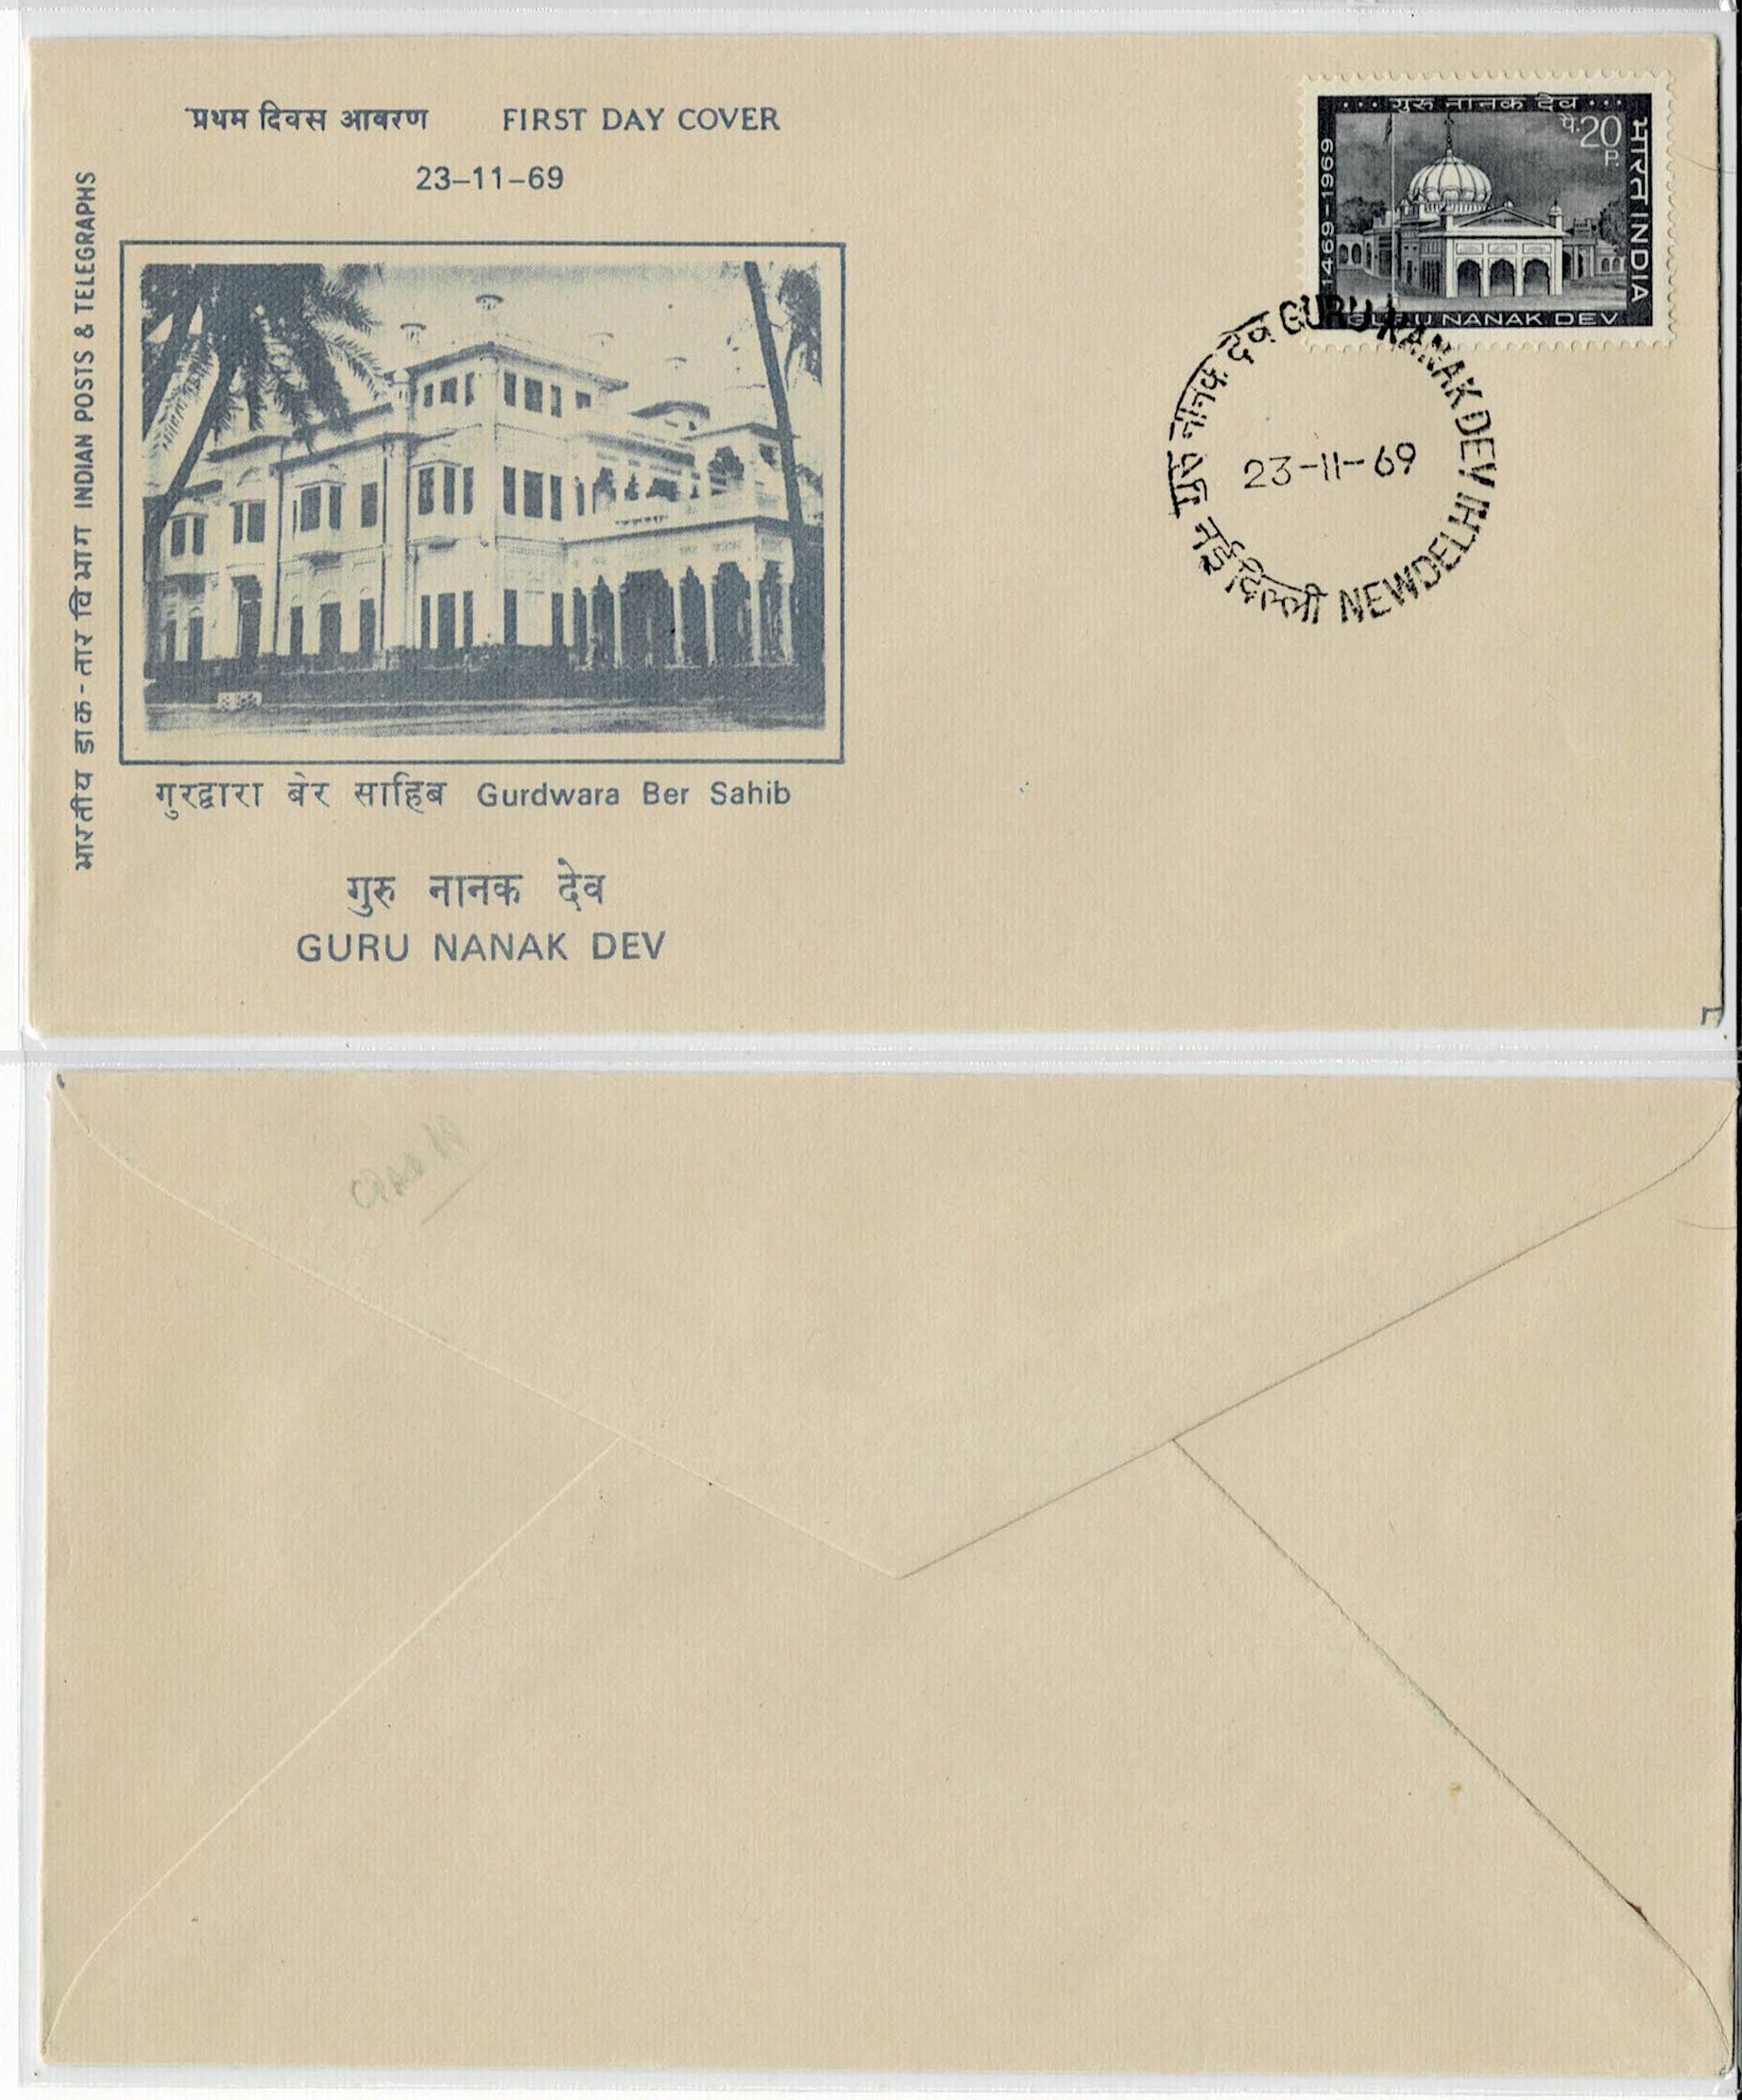 प्रथम दिवस आवरण FIRST DAY COVER
23–11–69
भारतीय डाक-तार विभाग INDIAN POSTS & TELEGRAPHS
गुरद्वारा बेर साहिब Gurdwara Ber Sahib
गुरु नानक देव
GURU NANAK DEV
गुरु नानक देव
पै.20
P.
1469–1969
भारत INDIA
GURU NANAK DEV
गुरु नानक देव GURU NANAK DEV
23-11-69
नई दिल्ली NEW DELHI